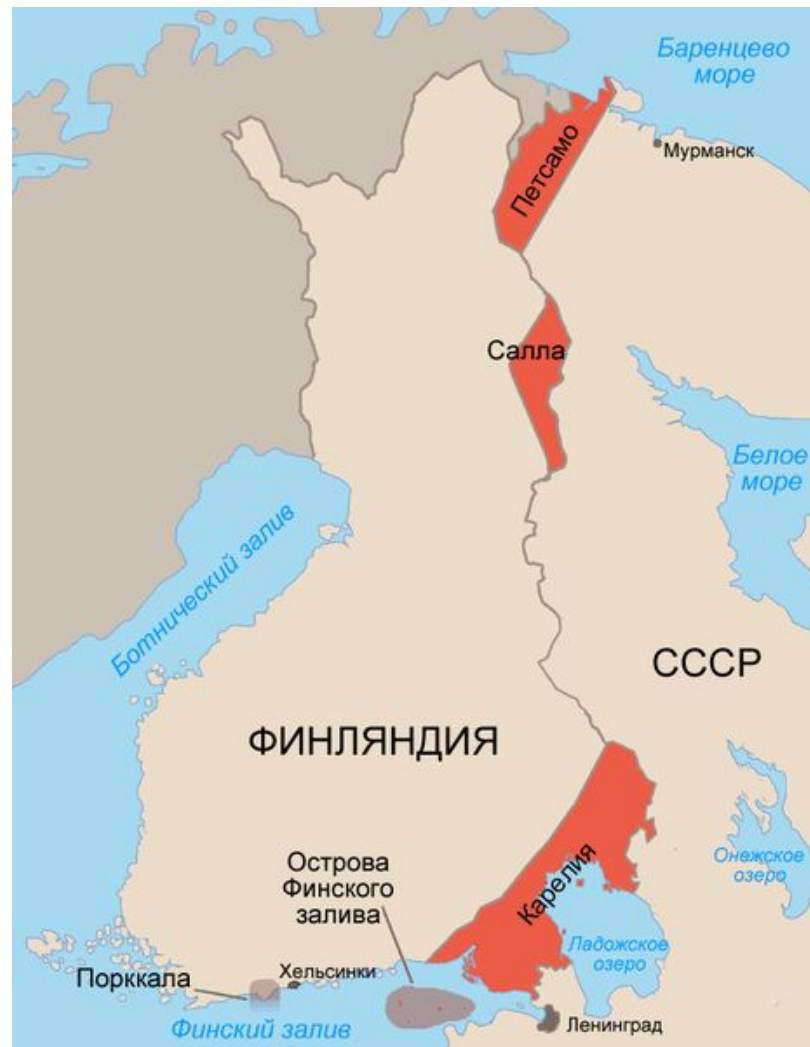 Баренцево
море
Мурманск
Петсамо
Салла
Белое
море
Ботнический залив
СССР
ФИНЛЯНДИЯ
Острова
Финского
залива
Карелия
Онежское
озеро
Ладожское
озеро
Порккала
Хельсинки
Финский залив
Ленинград